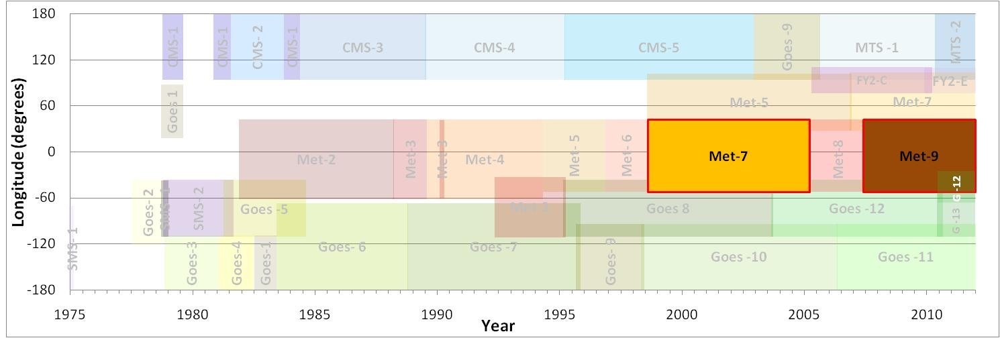 180
120
60
0
-60
-120
-180
Longitude (degrees)
CMS-1
CMS-1
CMS- 2
CMS-1
CMS-3
CMS-4
CMS-5
Goes -9
MTS -1
MTS -2
Goes 1
FY2-C
FY2-E
Met-5
Met-7
Met-2
Met-3
Met 3
Met-4
Met- 5
Met- 6
Met-7
Met-8
Met-9
G -12
Goes- 2
SMS-1
SMS-2
Goes -5
Met-3
Goes 8
Goes -12
G -13
SMS- 1
Goes-3
Goes-4
Goes-1
Goes- 6
Goes -7
Goes- 9
Goes -10
Goes -11
1975 1980 1985 1990 1995 2000 2005 2010
Year